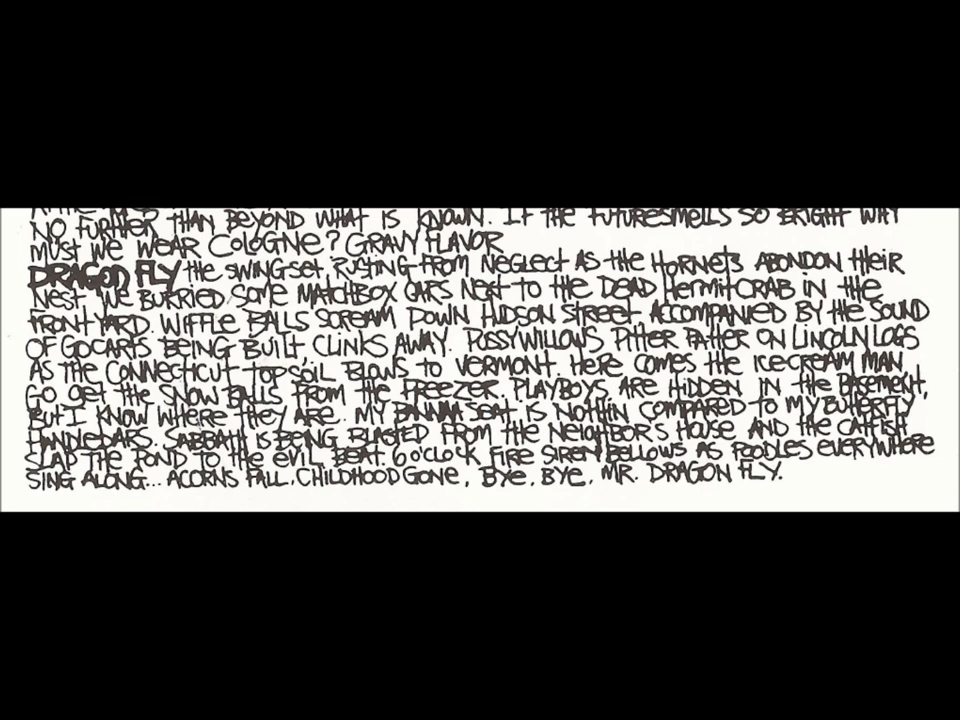 NO FURTHER THAN BEYOND WHAT IS KNOWN. IF THE FUTURE SMELLS SO BRIGHT WHY
MUST WE WEAR COLOGNE? GRAVY FLAVOR
DRAGON FLY THE SWINGSET, RUSTING FROM NEGLECT AS THE HORNETS ABONDON THEIR
NEST. WE BURRIED SOME MATCHBOX CARS NEXT TO THE DEAD HERMIT CRAB IN THE
FRONT YARD. WIFFLE BALLS SCREAM DOWN HUDSON STREET ACCOMPANIED BY THE SOUND
OF GOCARTS BEING BUILT, CLINKS AWAY. PUSSYWILLOWS PITTER PATTER ON LINCOLN LOGS
AS THE CONNECTICUT TOPSOIL BLOWS TO VERMONT. HERE COMES THE ICECREAM MAN,
GO GET THE SNOW BALLS FROM THE FREEZER. PLAYBOYS ARE HIDDEN IN THE BASEMENT,
BUT I KNOW WHERE THEY ARE. MY BANANA SEAT IS NOTHIN COMPARED TO MY BUTTERFLY
HANDLEBARS. SABBATH IS BEING BLASTED FROM THE NEIGHBORS HOUSE AND THE CATFISH
SLAP THE POND TO THE EVIL BEAT. 6 O'CLOCK FIRE SIREN BELLOWS AS POODLES EVERYWHERE
SING ALONG... ACORNS FALL, CHILDHOOD GONE, BYE, BYE, MR. DRAGON FLY.